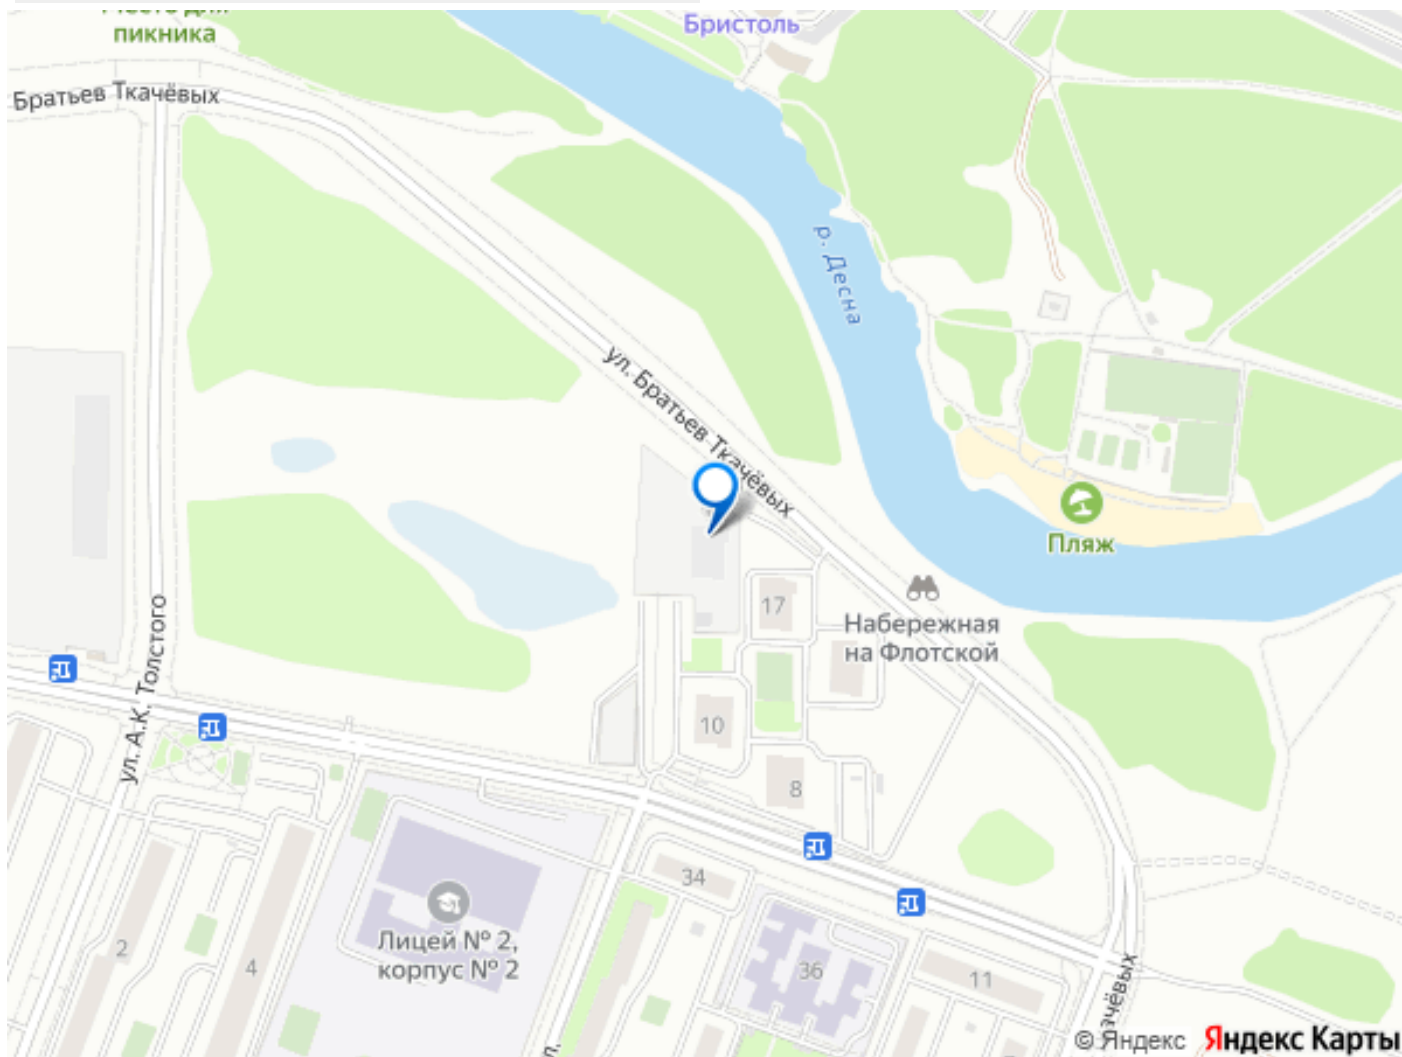 пикника
Бристоль
Братьев Ткачёвых
р. Десна
ул. Братьев Ткачёвых
Пляж
17
Набережная
на Флотской
ул. А.К. Толстого
10
8
34
Лицей № 2,
корпус № 2
2
4
36
11
© Яндекс
Яндекс Карты